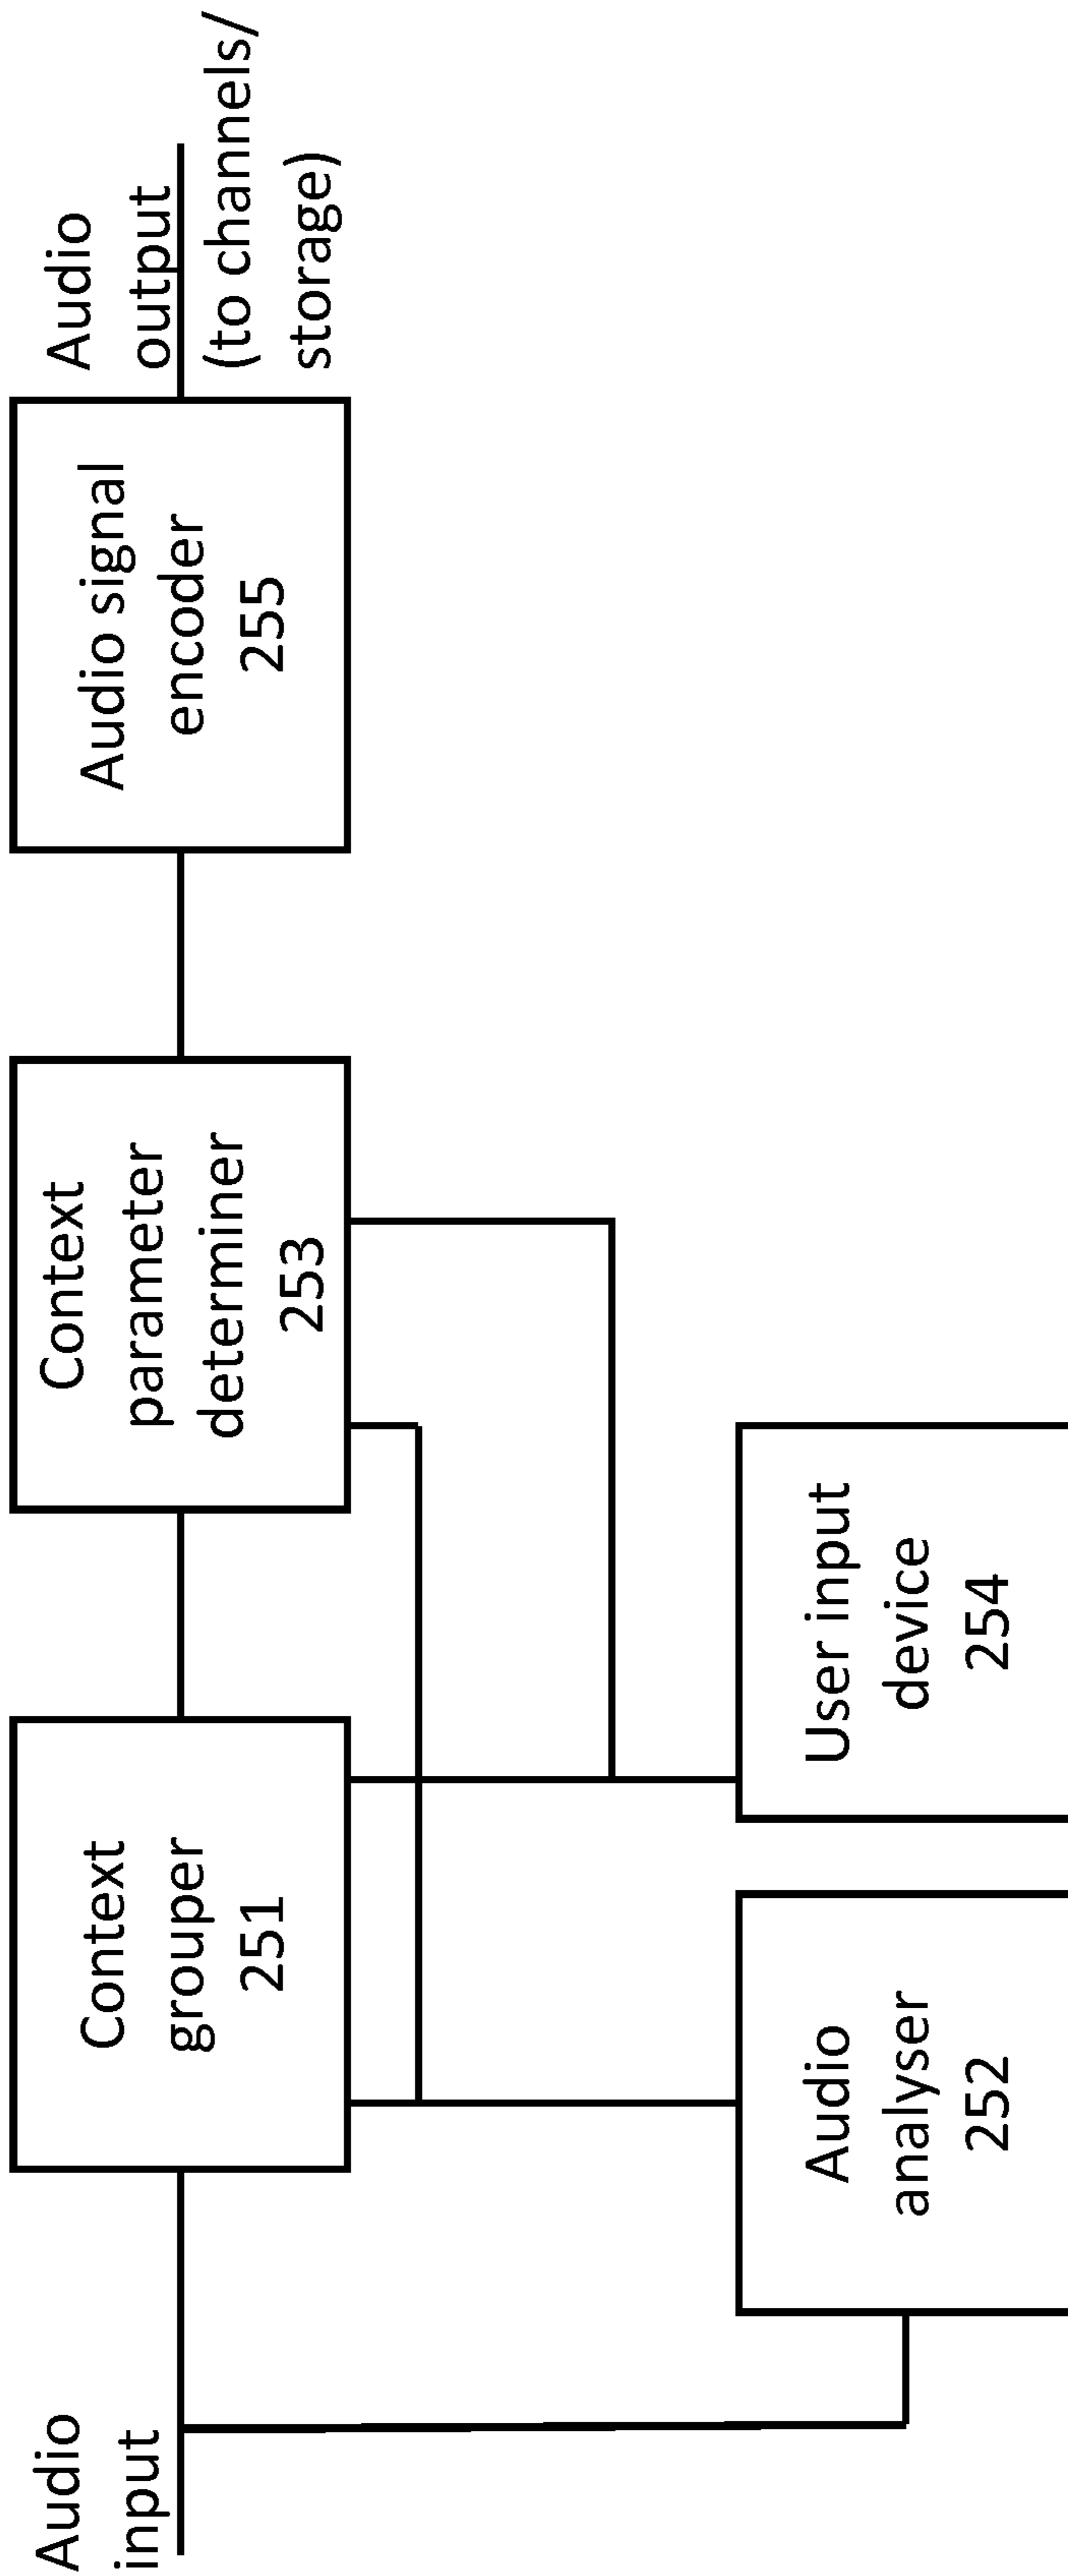 Audio
input
Context
grouper
251
Context
parameter
determiner
253
Audio signal
encoder
255
Audio
output
(to channels/
storage)
Audio
analyser
252
User input
device
254